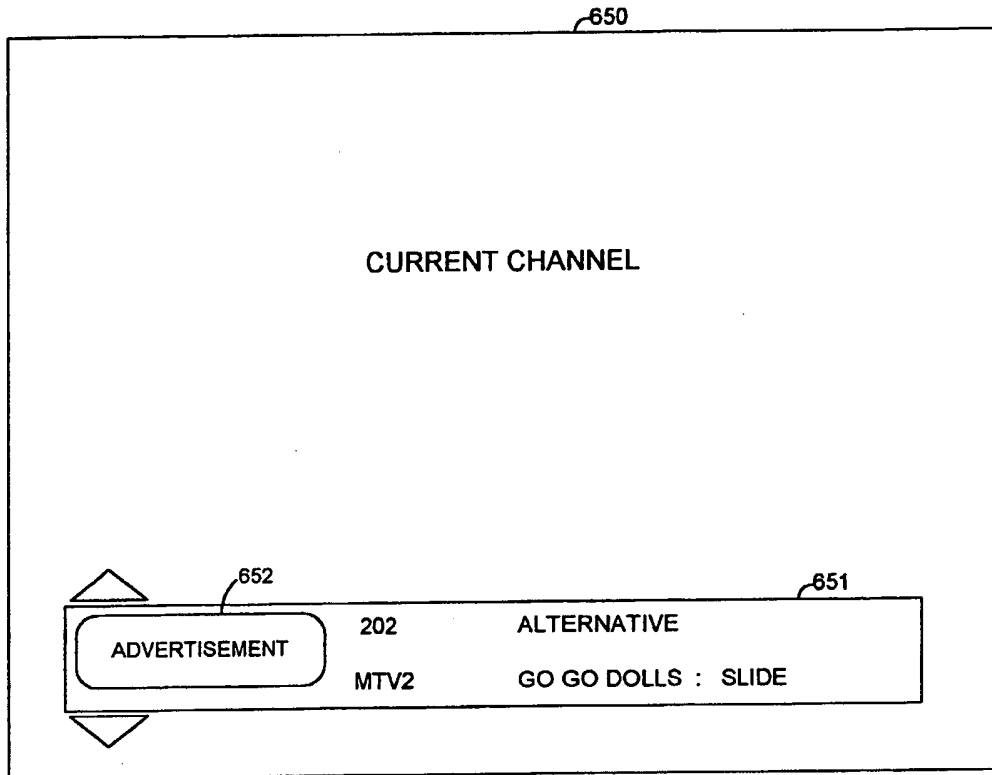 650
CURRENT CHANNEL
652
651
ADVERTISEMENT
202 ALTERNATIVE
MTV2 GO GO DOLLS : SLIDE